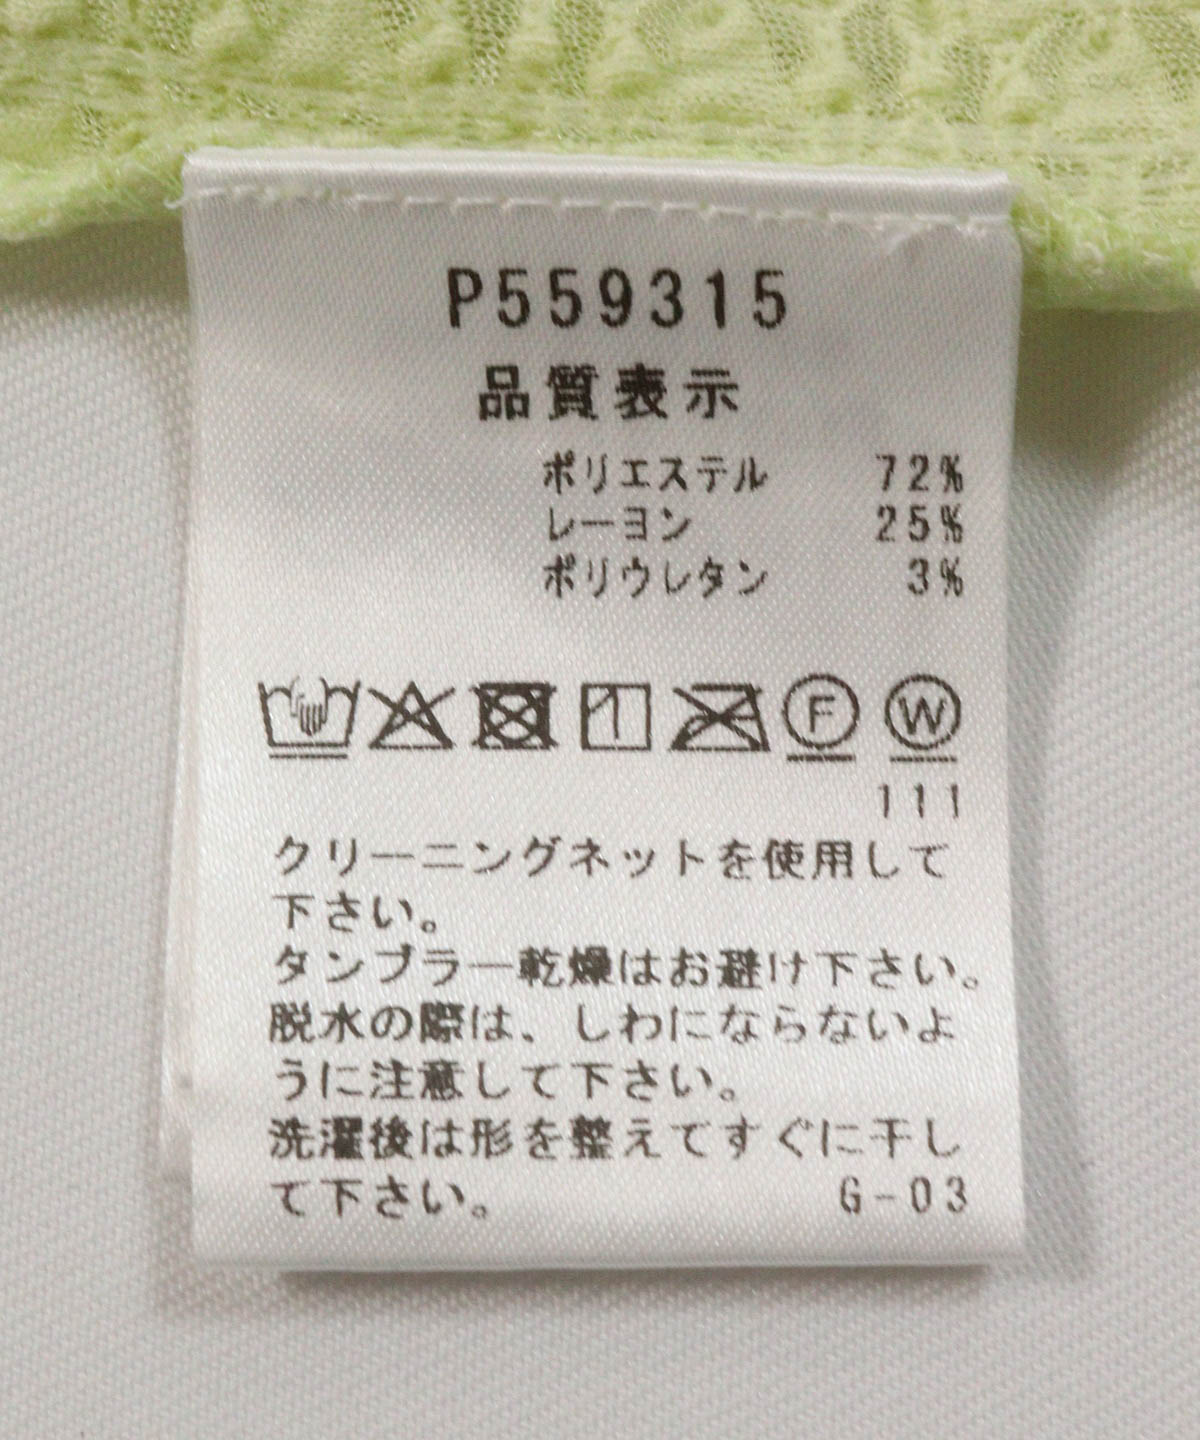 P559315
品質表示
ポリエステル 72%
レーヨン 25%
ポリウレタン 3%
F W
111
クリーニングネットを使用して
下さい。
タンブラー乾燥はお避け下さい。
脱水の際は、しわにならないよ
うに注意して下さい。
洗濯後は形を整えてすぐに干し
て下さい。 G-03